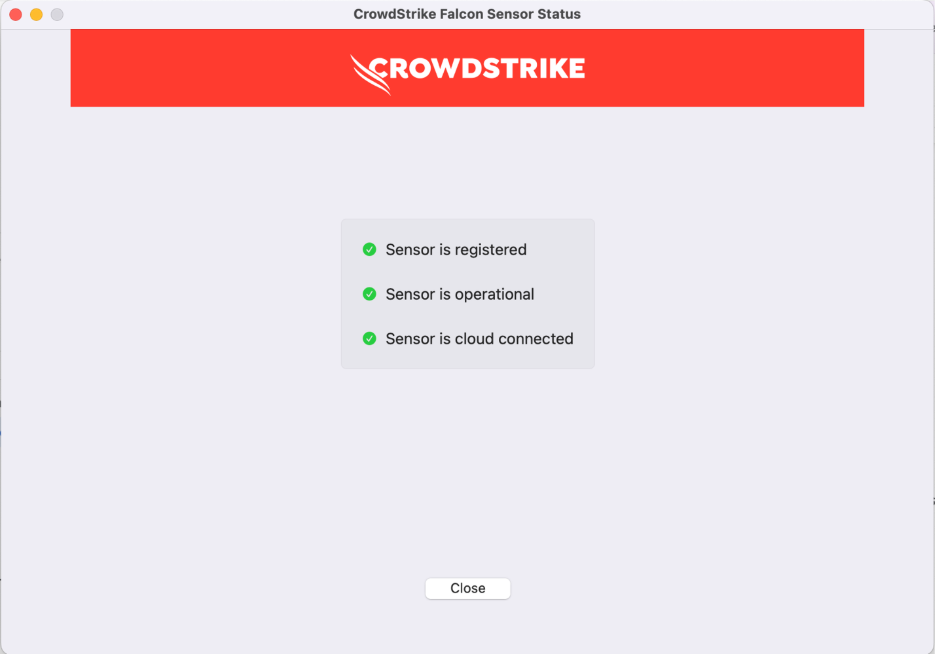 CrowdStrike Falcon Sensor Status
CROWDSTRIKE
Sensor is registered
Sensor is operational
Sensor is cloud connected
Close